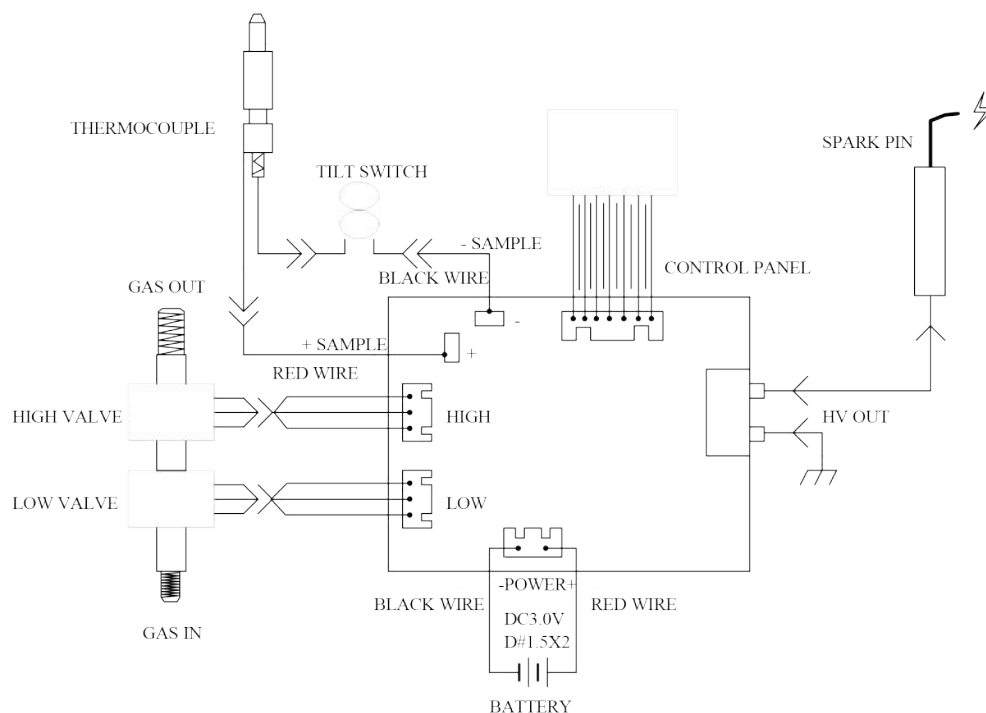 THERMOCOUPLE
TILT SWITCH
SPARK PIN
- SAMPLE
BLACK WIRE
CONTROL PANEL
GAS OUT
-
+ SAMPLE
+
RED WIRE
HIGH VALVE
HIGH
HV OUT
LOW VALVE
LOW
-POWER+
BLACK WIRE
RED WIRE
DC3.0V
D#1.5X2
GAS IN
BATTERY